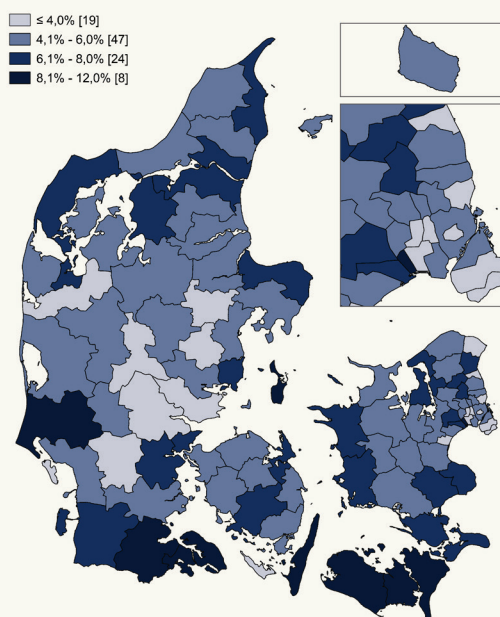 ≤ 4,0% [19]
4,1% - 6,0% [47]
6,1% - 8,0% [24]
8,1% - 12,0% [8]